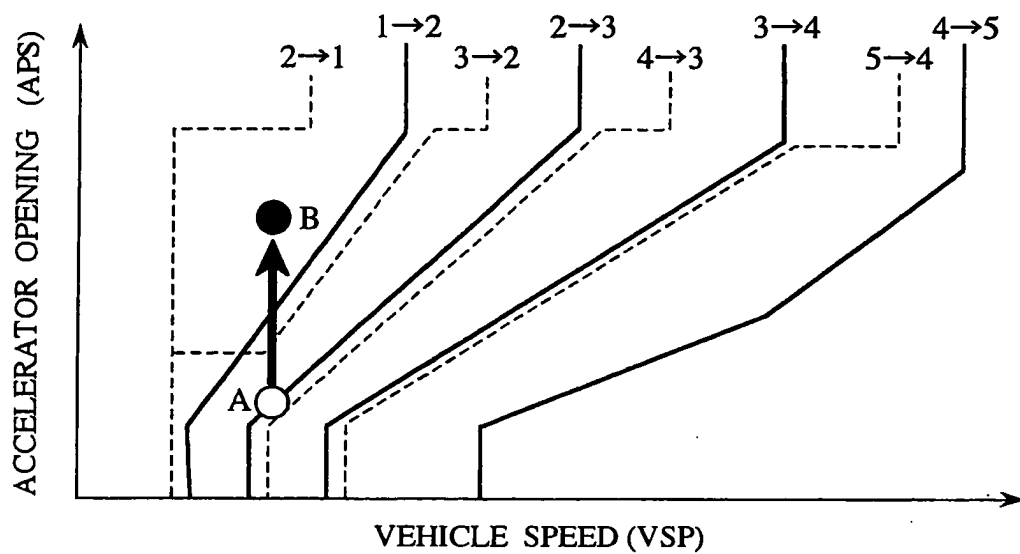 1→2
2→3
3→4
4→5
2→1
3→2
4→3
5→4
B
A
ACCELERATOR OPENING (APS)
VEHICLE SPEED (VSP)